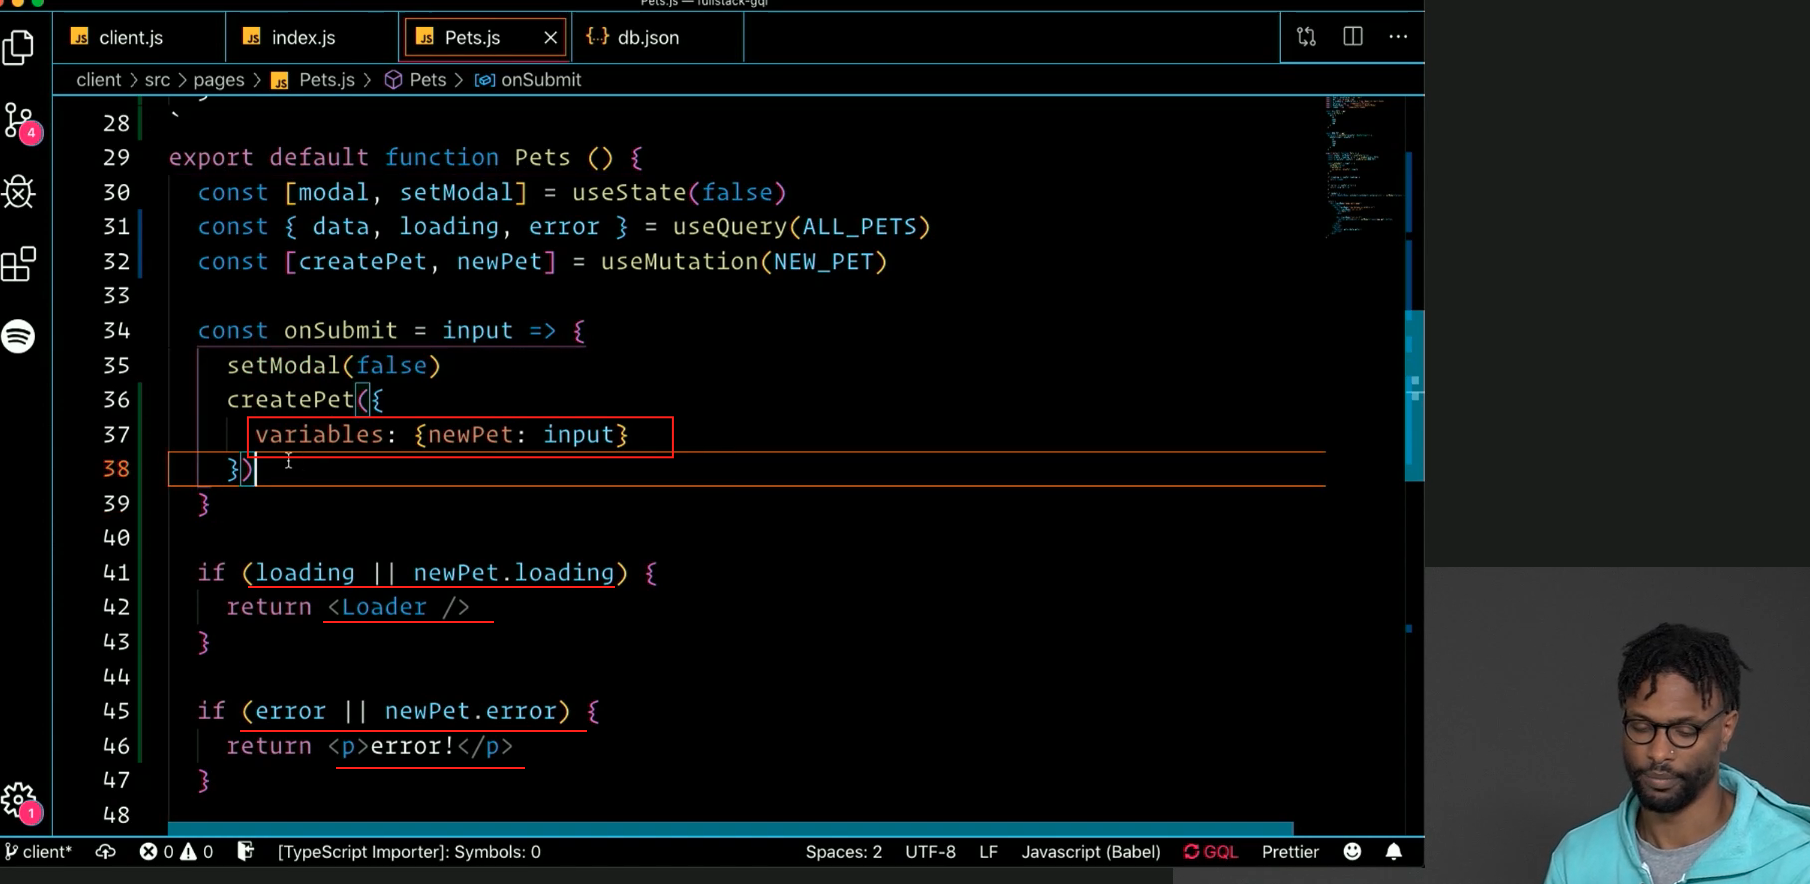 Pets.js — fullstack-gql
JS client.js
JS index.js
JS Pets.js
{..} db.json
client > src > pages > JS Pets.js > Pets > onSubmit
28 `
29 export default function Pets () {
30 const [modal, setModal] = useState(false)
31 const { data, loading, error } = useQuery(ALL_PETS)
32 const [createPet, newPet] = useMutation(NEW_PET)
33
34 const onSubmit = input => {
35 setModal(false)
36 createPet({
37 variables: {newPet: input}
38 })
39 }
40
41 if (loading || newPet.loading) {
42 return <Loader />
43 }
44
45 if (error || newPet.error) {
46 return <p>error!</p>
47 }
48
4
1
client* 0 0 [TypeScript Importer]: Symbols: 0 Spaces: 2 UTF-8 LF Javascript (Babel) GQL Prettier